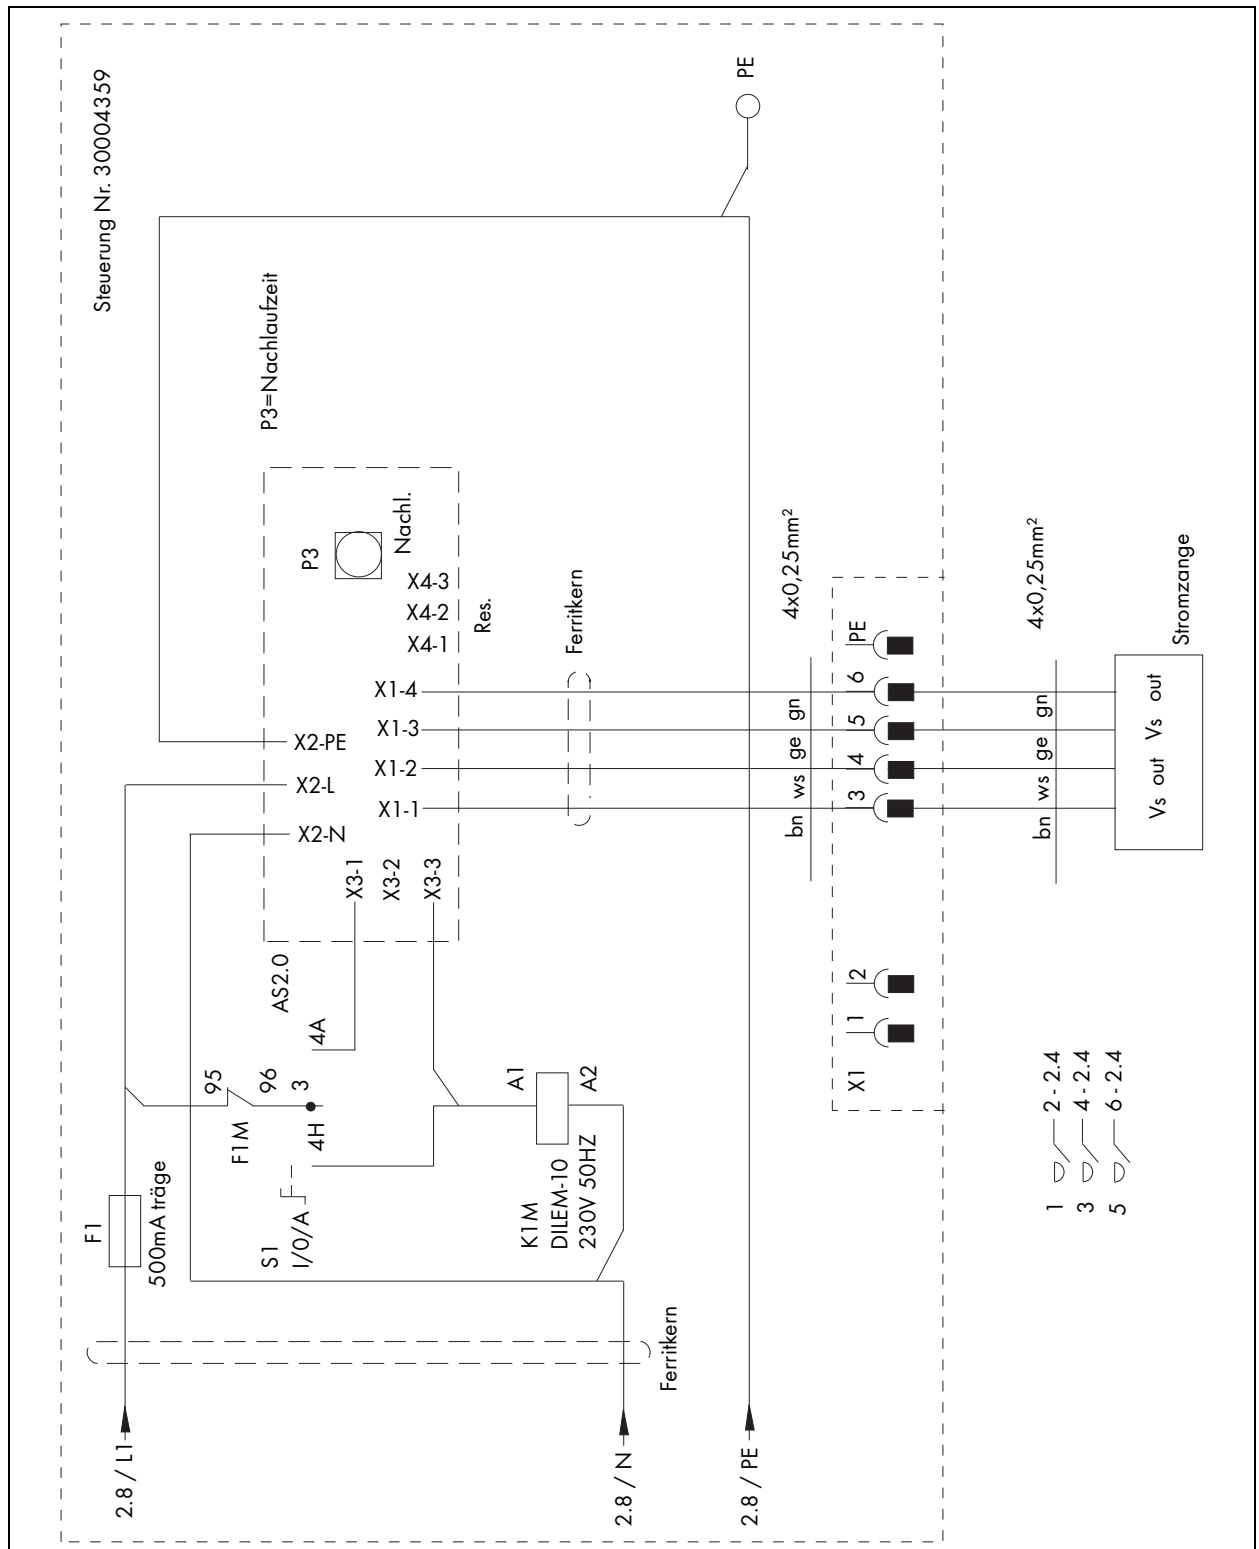 Steuerung Nr. 30004359
PE
P3=Nachlaufzeit
P3
Nachl.
X4-3
X4-2
X4-1
Res.
X1-4
X1-3
X1-2
X1-1
X2-PE
X2-L
X2-N
X3-1
X3-2
X3-3
AS2.0
Ferritkern
4x0,25mm²
bn ws ge gn
PE
6
5
4
3
2
1
X1
4x0,25mm²
bn ws ge gn
Stromzange
Vs out Vs out
4A
95
96
3
F1M
4H
S1
I/0/A
F1
500mA träge
A1
A2
K1M
DILEM-10
230V 50HZ
Ferritkern
2.8 / L1
2.8 / N
2.8 / PE
1 2 - 2.4
3 4 - 2.4
5 6 - 2.4